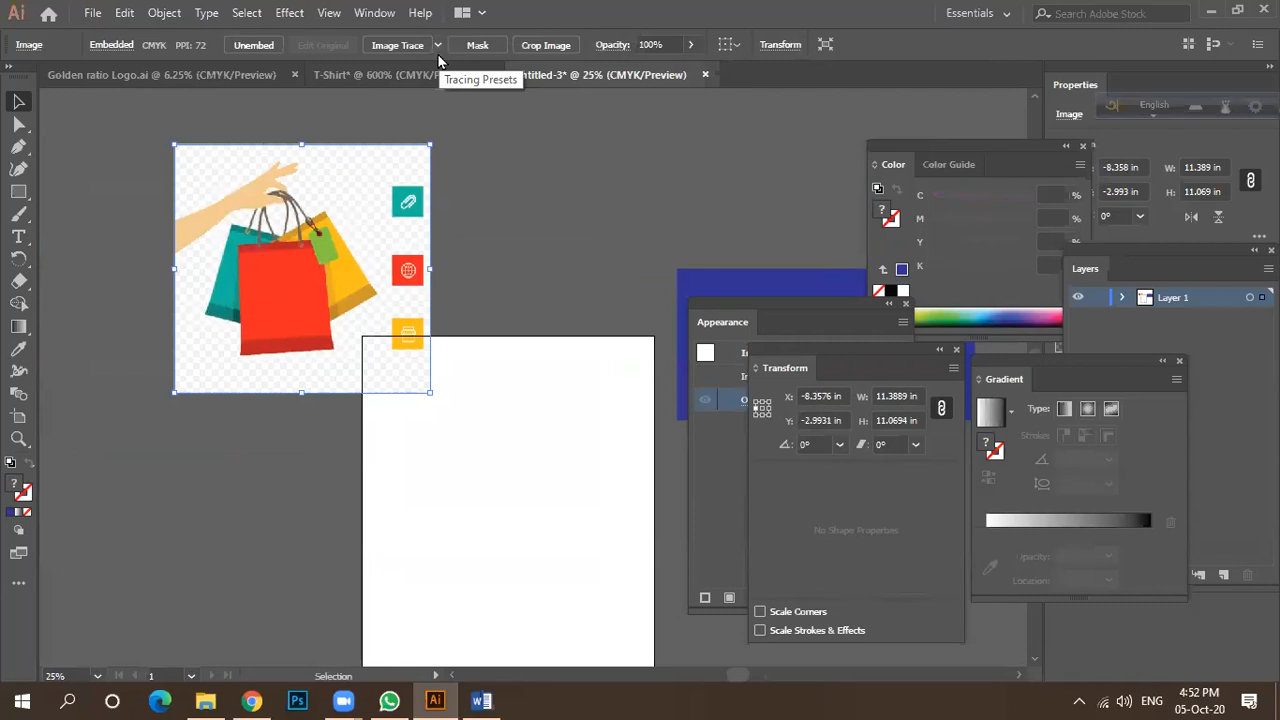 Ai File Edit Object Type Select Effect View Window Help Essentials Search Adobe Stock
Image Embedded CMYK PPI: 72 Unembed Edit Original Image Trace Mask Crop Image Opacity: 100% Transform
Tracing Presets
Golden ratio Logo.ai @ 6.25% (CMYK/Preview) × T-Shirt* @ 600% (CMYK/P ntitled-3* @ 25% (CMYK/Preview) ×
Properties
English
Image
-8.358 in W: 11.389 in
-2.993 in H: 11.069 in
0°
Color Color Guide
C %
M %
Y %
K %
Layers
Layer 1
Appearance
Transform
X: -8.3576 in W: 11.3889 in
Y: -2.9931 in H: 11.0694 in
0° 0°
No Shape Properties
Scale Corners
Scale Strokes & Effects
Gradient
Type:
Strokes:
Opacity:
Location:
25% 1 Selection
Ps Ai W ENG 4:52 PM
05-Oct-20